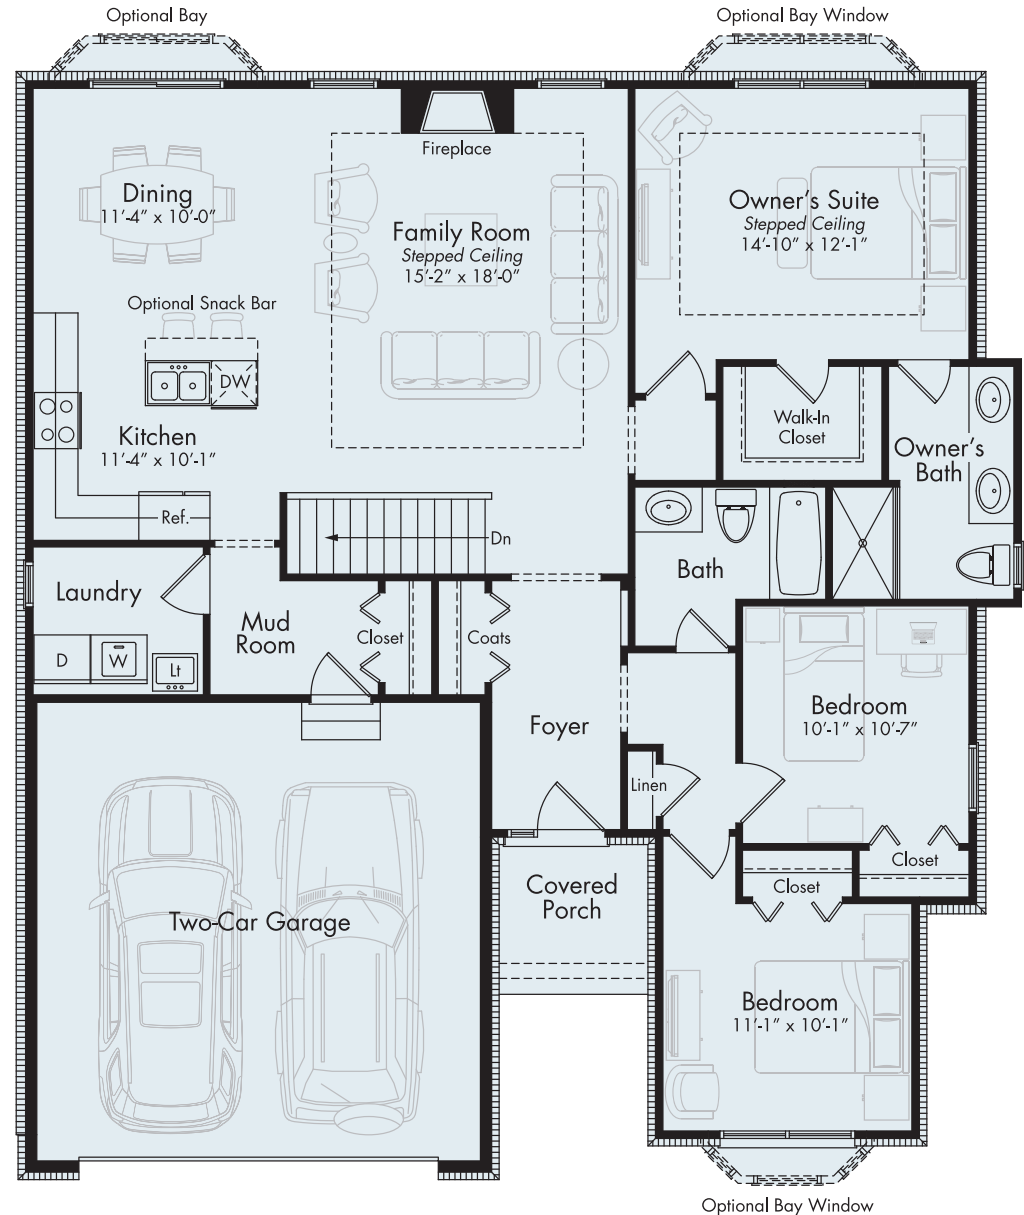 Optional Bay
Optional Bay Window
Fireplace
Dining
11'-4" x 10'-0"
Family Room
Stepped Ceiling
15'-2" x 18'-0"
Owner's Suite
Stepped Ceiling
14'-10" x 12'-1"
Optional Snack Bar
DW
Kitchen
11'-4" x 10'-1"
Walk-In
Closet
Owner's
Bath
Ref.
Dn
Bath
Laundry
Mud
Room
Closet
Coats
D
W
Lt
Foyer
Bedroom
10'-1" x 10'-7"
Linen
Closet
Closet
Covered
Porch
Two-Car Garage
Bedroom
11'-1" x 10'-1"
Optional Bay Window